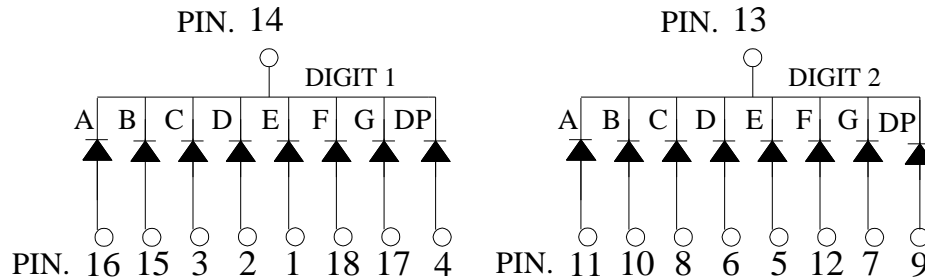 PIN. 14 PIN. 13
DIGIT 1 DIGIT 2
A B C D E F G DP A B C D E F G DP
PIN. 16 15 3 2 1 18 17 4 PIN. 11 10 8 6 5 12 7 9